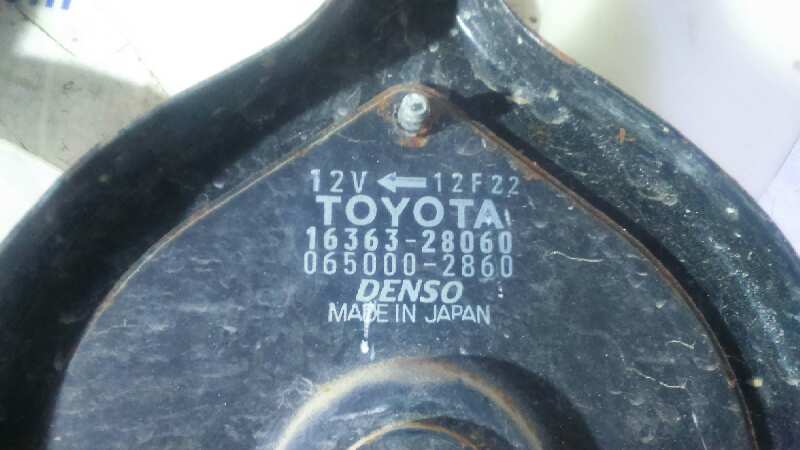 12V ← 12F22
TOYOTA
16363-28060
065000-2860
DENSO
MADE IN JAPAN